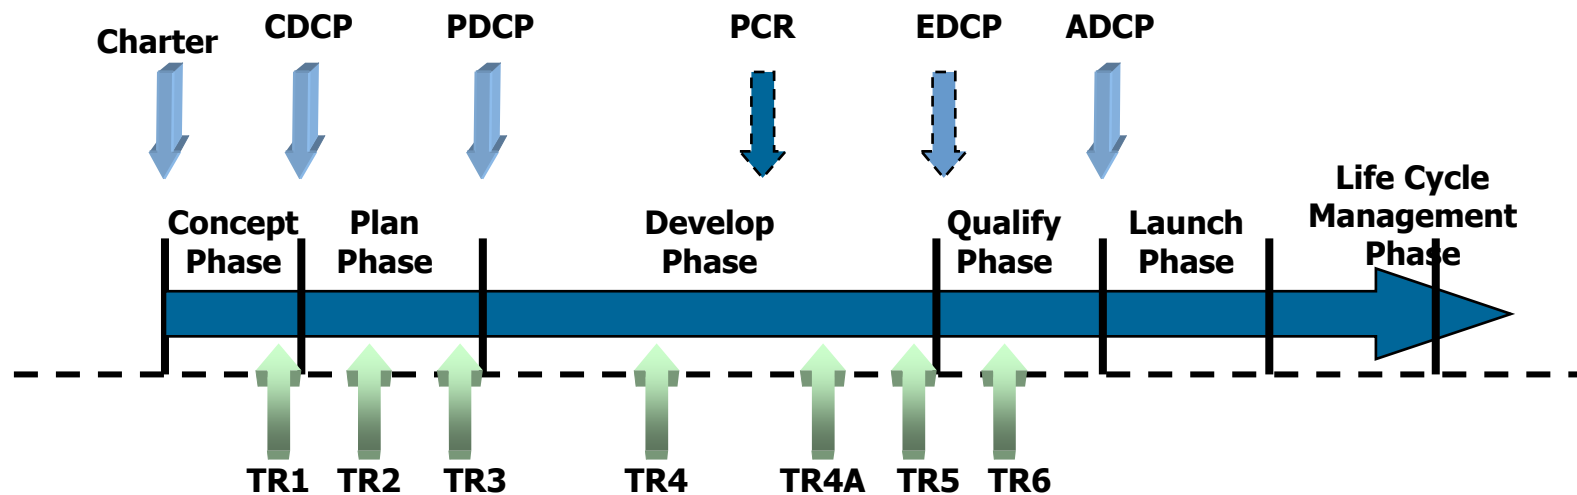 Charter
CDCP
PDCP
PCR
EDCP
ADCP
Concept
Phase
Plan
Phase
Develop
Phase
Qualify
Phase
Launch
Phase
Life Cycle
Management
Phase
TR1
TR2
TR3
TR4
TR4A
TR5
TR6